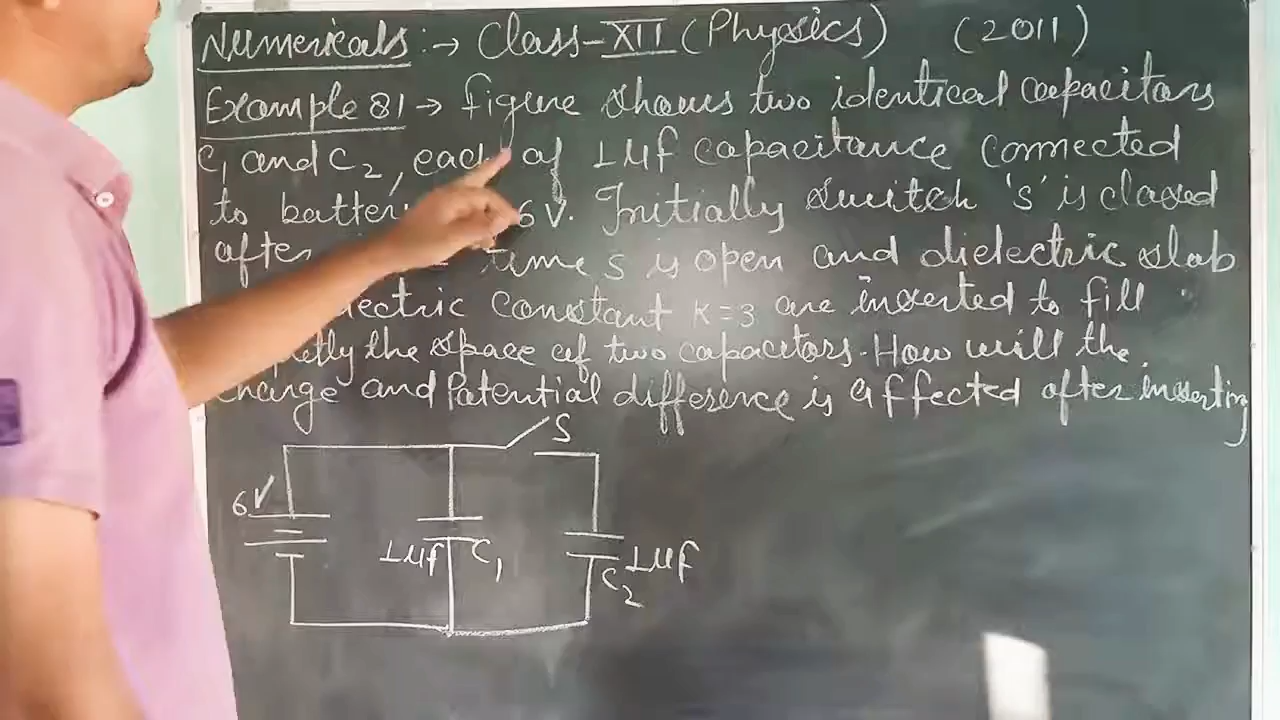 Numericals :→ Class-XII (Physics) (2011)
Example 81 → figure shows two identical capacitors
C1 and C2, each of 1μf capacitance connected
to batter 6V. Initially switch 'S' is closed
after time S is open and dielectric slab
ectric constant K=3 are inserted to fill
etly the space of two capacitors. How will the
charge and Potential difference is affected after inserting
S
6V
1μf C1
C2 1μf